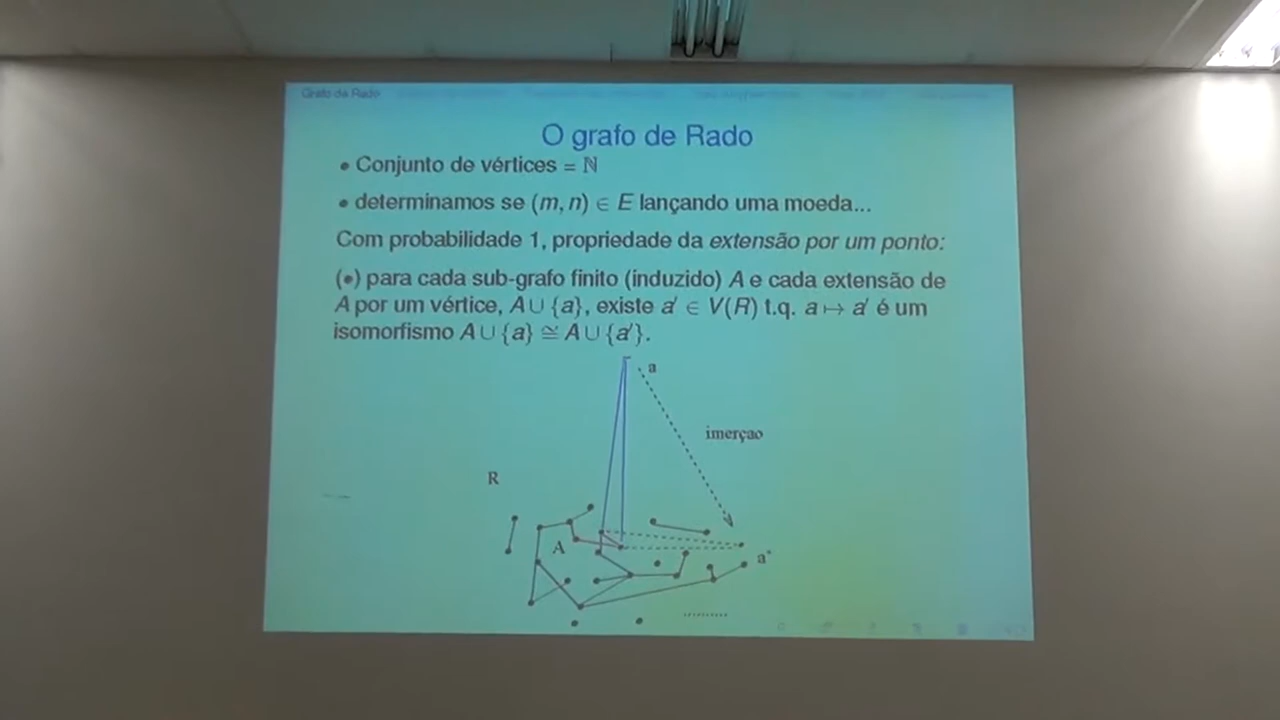 Grafo de Rado
O grafo de Rado
• Conjunto de vértices = ℕ
• determinamos se (m, n) ∈ E lançando uma moeda...
Com probabilidade 1, propriedade da extensão por um ponto:
(•) para cada sub-grafo finito (induzido) A e cada extensão de
A por um vértice, A ∪ {a}, existe a′ ∈ V(R) t.q. a ↦ a′ é um
isomorfismo A ∪ {a} ≅ A ∪ {a′}.
a
imerçao
R
A
a'